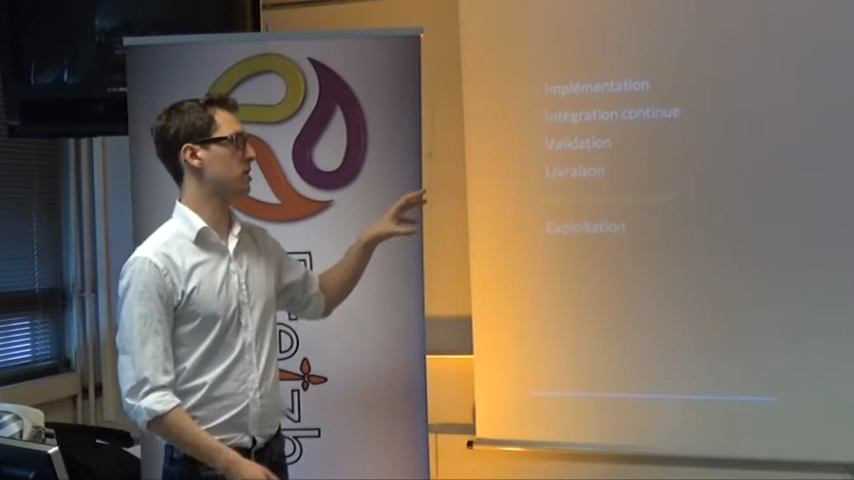 Implémentation
Intégration continue
Validation
Livraison
Exploitation